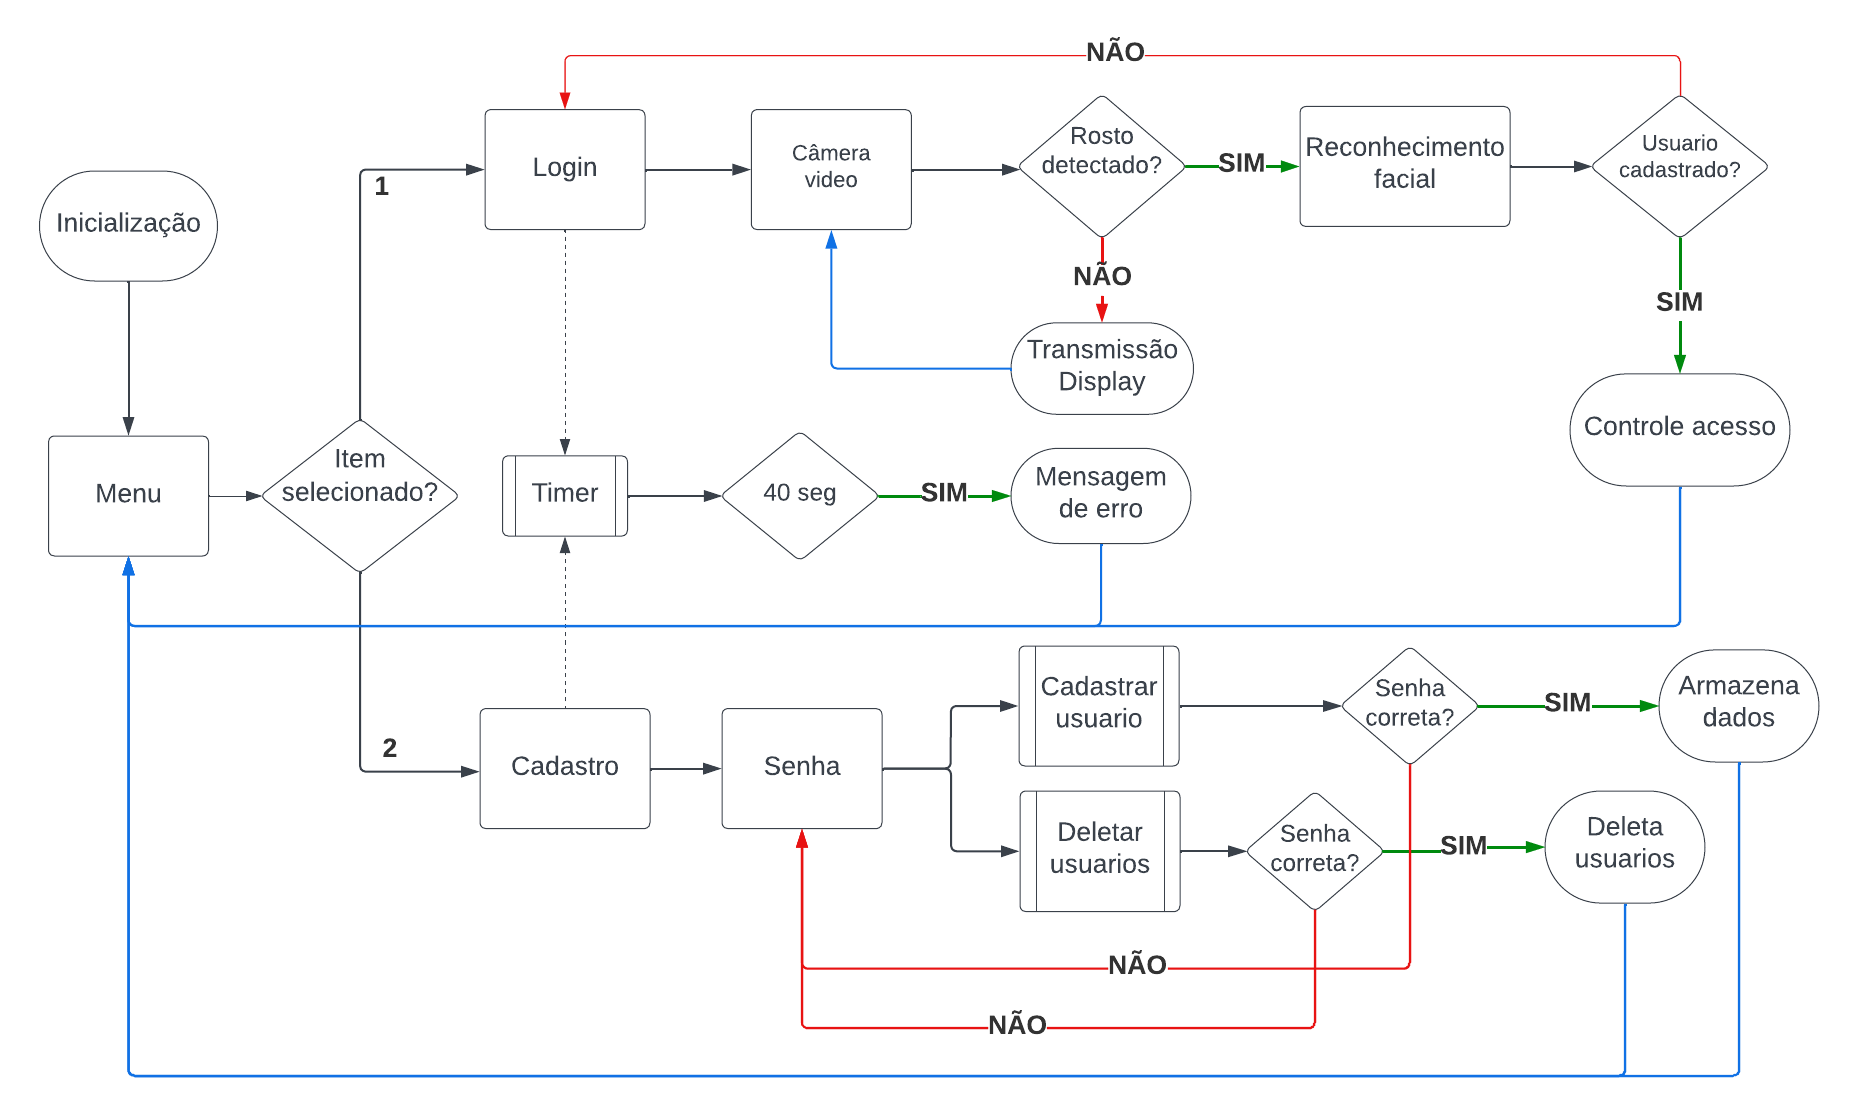 NÃO
Login
Câmera
video
Rosto
detectado?
SIM
Reconhecimento
facial
Usuario
cadastrado?
1
Inicialização
NÃO
SIM
Transmissão
Display
Controle acesso
Menu
Item
selecionado?
Timer
40 seg
SIM
Mensagem
de erro
2
Cadastro
Senha
Cadastrar
usuario
Senha
correta?
SIM
Armazena
dados
Deletar
usuarios
Senha
correta?
SIM
Deleta
usuarios
NÃO
NÃO